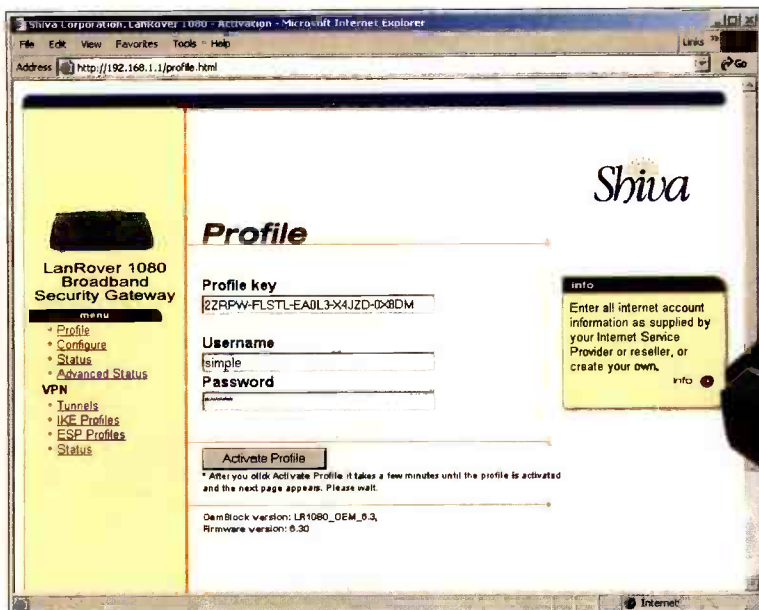 Shiva Corporation, LanRover 1080 - Activation - Microsoft Internet Explorer
File Edit View Favorites Tools Help
Links »
Address http://192.168.1.1/profile.html
Go
Shiva
Profile
LanRover 1080
Broadband
Security Gateway
menu
Profile
Configure
Status
Advanced Status
VPN
Tunnels
IKE Profiles
ESP Profiles
Status
Profile key
2ZRPW-FLSTL-EA0L3-X4JZD-0X8DM
Username
simple
Password
Activate Profile
* After you click Activate Profile it takes a few minutes until the profile is activated
and the next page appears. Please wait.
OemBlock version: LR1080_OEM_6.3,
Firmware version: 6.30
info
Enter all internet account
information as supplied by
your Internet Service
Provider or reseller, or
create your own.
info
Internet